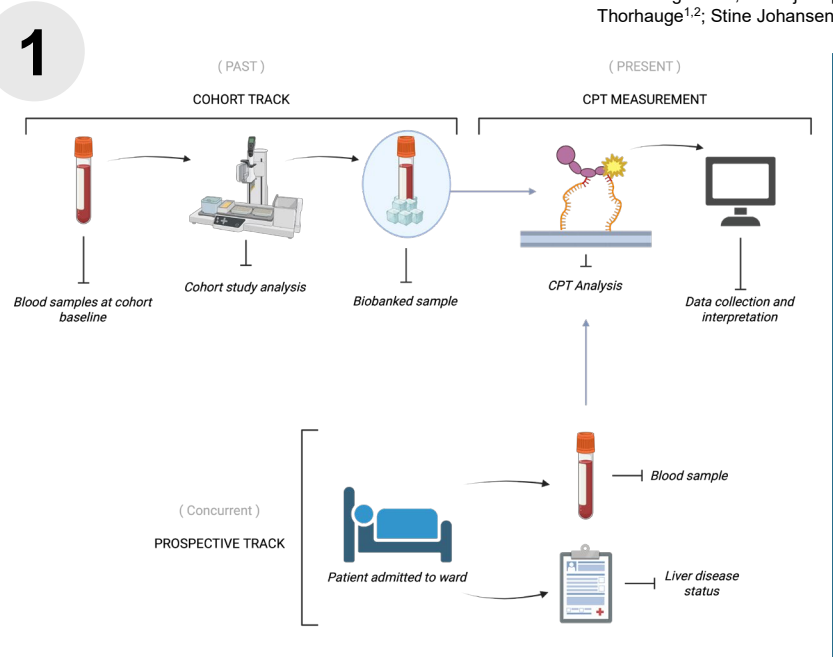 Thorhauge1,2; Stine Johansen
1
( PAST )
( PRESENT )
COHORT TRACK
CPT MEASUREMENT
Blood samples at cohort
baseline
Cohort study analysis
Biobanked sample
CPT Analysis
Data collection and
interpretation
( Concurrent )
PROSPECTIVE TRACK
Patient admitted to ward
Blood sample
Liver disease
status